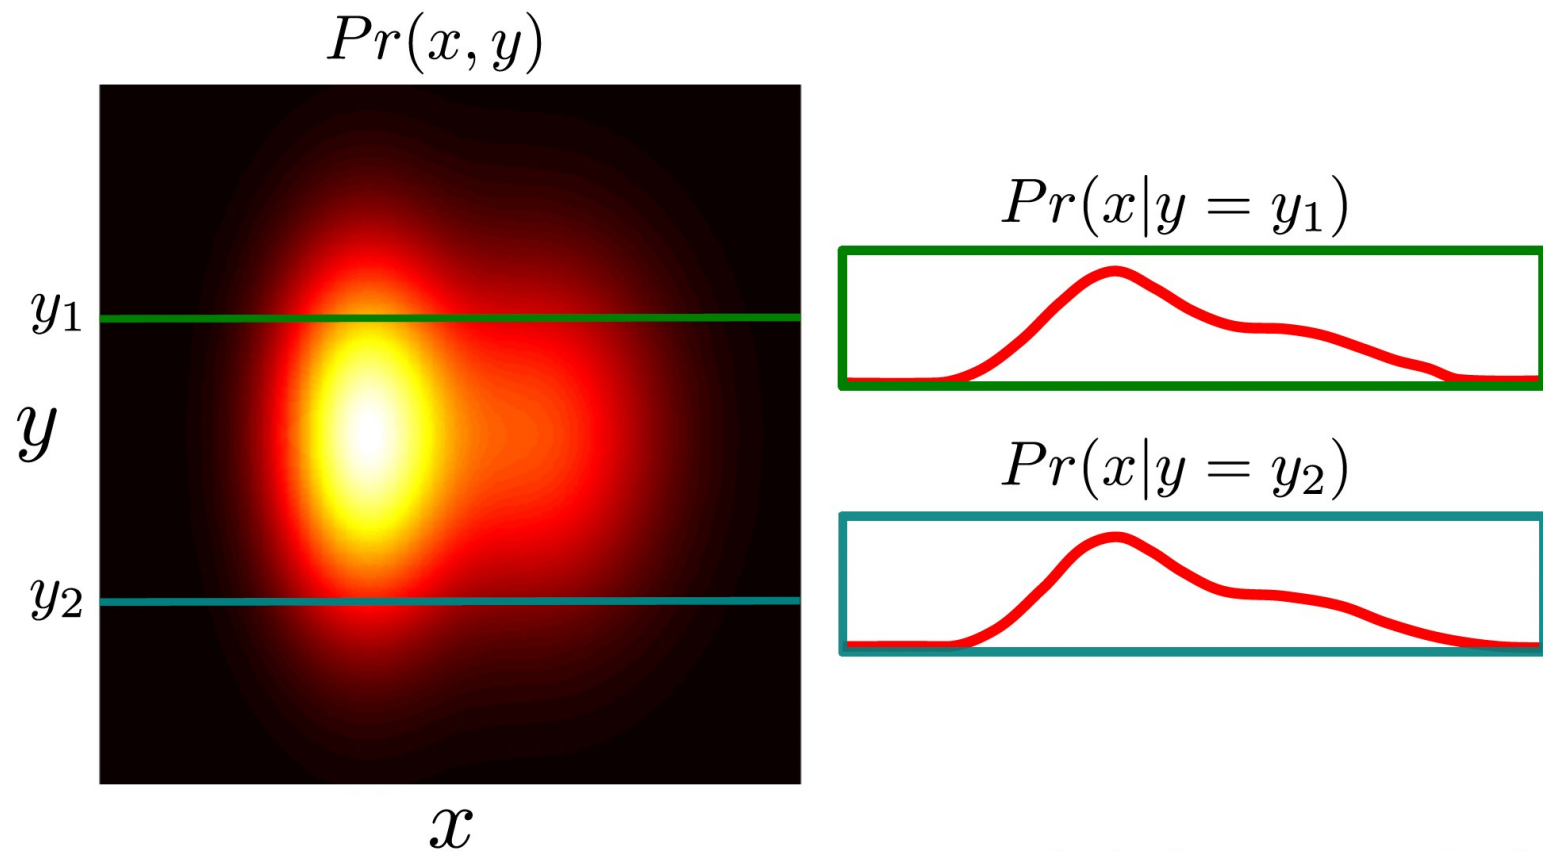 Pr(x, y)
y₁
y
y₂
x
Pr(x|y = y₁)
Pr(x|y = y₂)